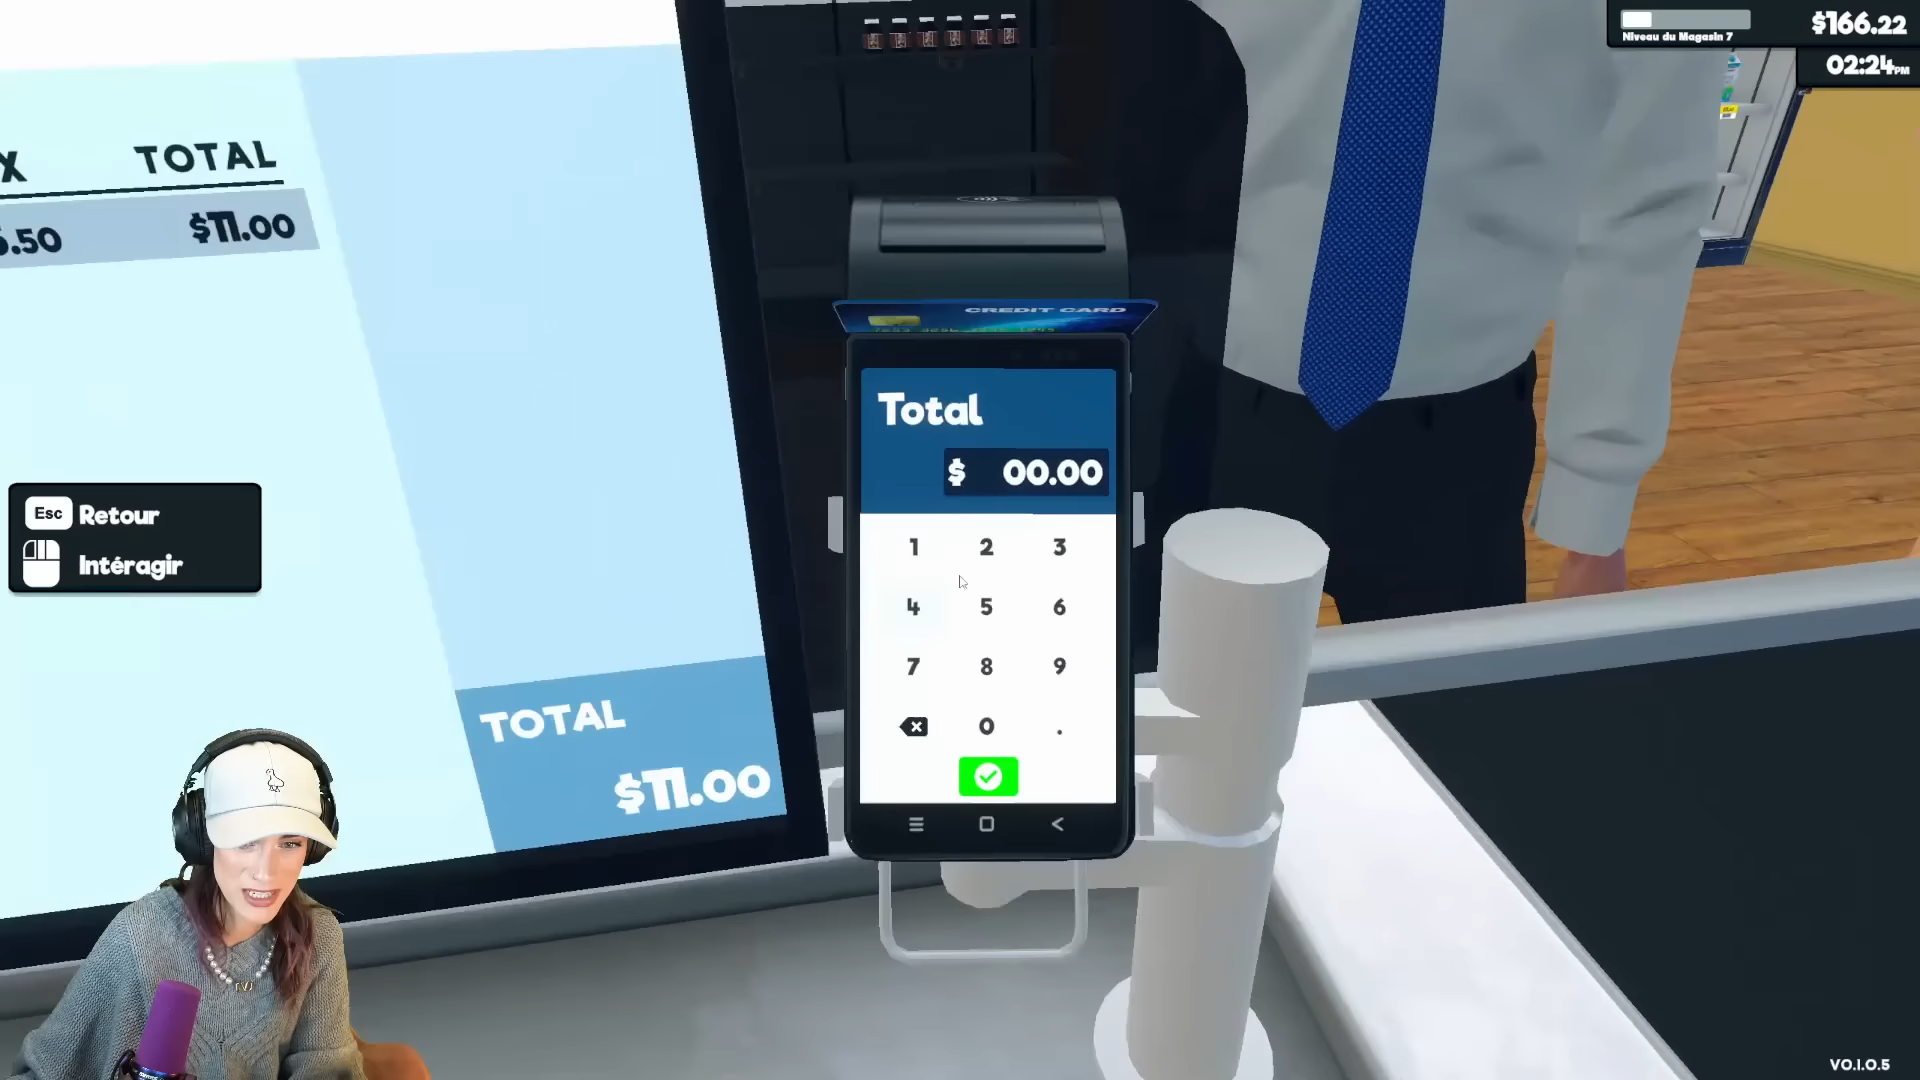 $166.22
Niveau du Magasin 7
02:24PM
X TOTAL
.50 $11.00
CREDIT CARD
Total
$ 00.00
1 2 3
4 5 6
7 8 9
0 .
Esc Retour
Intéragir
TOTAL
$11.00
V0.1.0.5